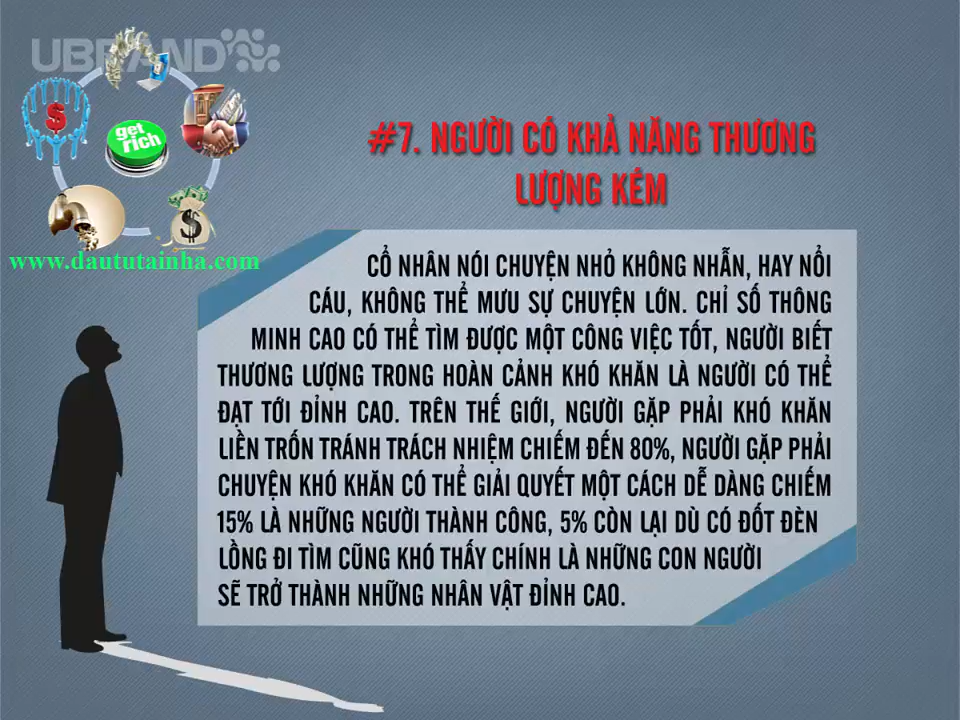 UBRAND
get
rich
$
$
www.daututainha.com
#7. NGƯỜI CÓ KHẢ NĂNG THƯƠNG
LƯỢNG KÉM
CỔ NHÂN NÓI CHUYỆN NHỎ KHÔNG NHẪN, HAY NỔI
CÁU, KHÔNG THỂ MƯU SỰ CHUYỆN LỚN. CHỈ SỐ THÔNG
MINH CAO CÓ THỂ TÌM ĐƯỢC MỘT CÔNG VIỆC TỐT, NGƯỜI BIẾT
THƯƠNG LƯỢNG TRONG HOÀN CẢNH KHÓ KHĂN LÀ NGƯỜI CÓ THỂ
ĐẠT TỚI ĐỈNH CAO. TRÊN THẾ GIỚI, NGƯỜI GẶP PHẢI KHÓ KHĂN
LIỀN TRỐN TRÁNH TRÁCH NHIỆM CHIẾM ĐẾN 80%, NGƯỜI GẶP PHẢI
CHUYỆN KHÓ KHĂN CÓ THỂ GIẢI QUYẾT MỘT CÁCH DỄ DÀNG CHIẾM
15% LÀ NHỮNG NGƯỜI THÀNH CÔNG, 5% CÒN LẠI DÙ CÓ ĐỐT ĐÈN
LỒNG ĐI TÌM CŨNG KHÓ THẤY CHÍNH LÀ NHỮNG CON NGƯỜI
SẼ TRỞ THÀNH NHỮNG NHÂN VẬT ĐỈNH CAO.